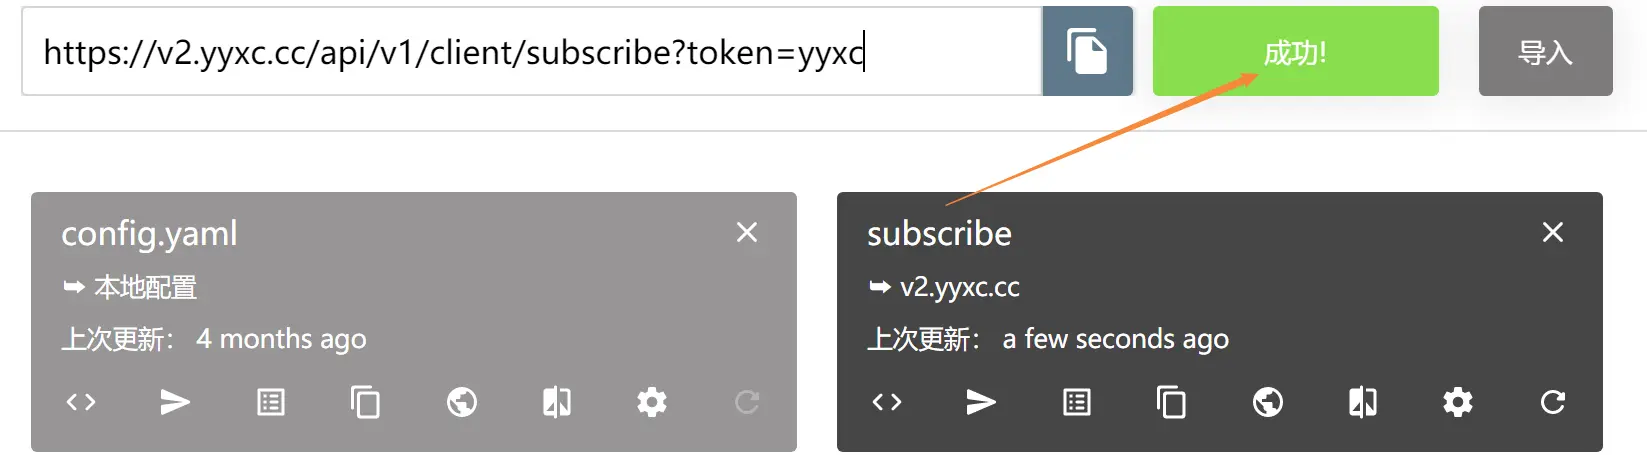 https://v2.yyxc.cc/api/v1/client/subscribe?token=yyxc
成功!
导入
config.yaml
本地配置
上次更新： 4 months ago
subscribe
v2.yyxc.cc
上次更新： a few seconds ago